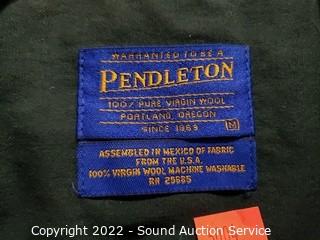 WARRANTED TO BE A
PENDLETON
100% PURE VIRGIN WOOL
PORTLAND, OREGON
SINCE 1863 M
ASSEMBLED IN MEXICO OF FABRIC
FROM THE U.S.A.
100% VIRGIN WOOL MACHINE WASHABLE
RN 29685
Copyright 2022 - Sound Auction Service